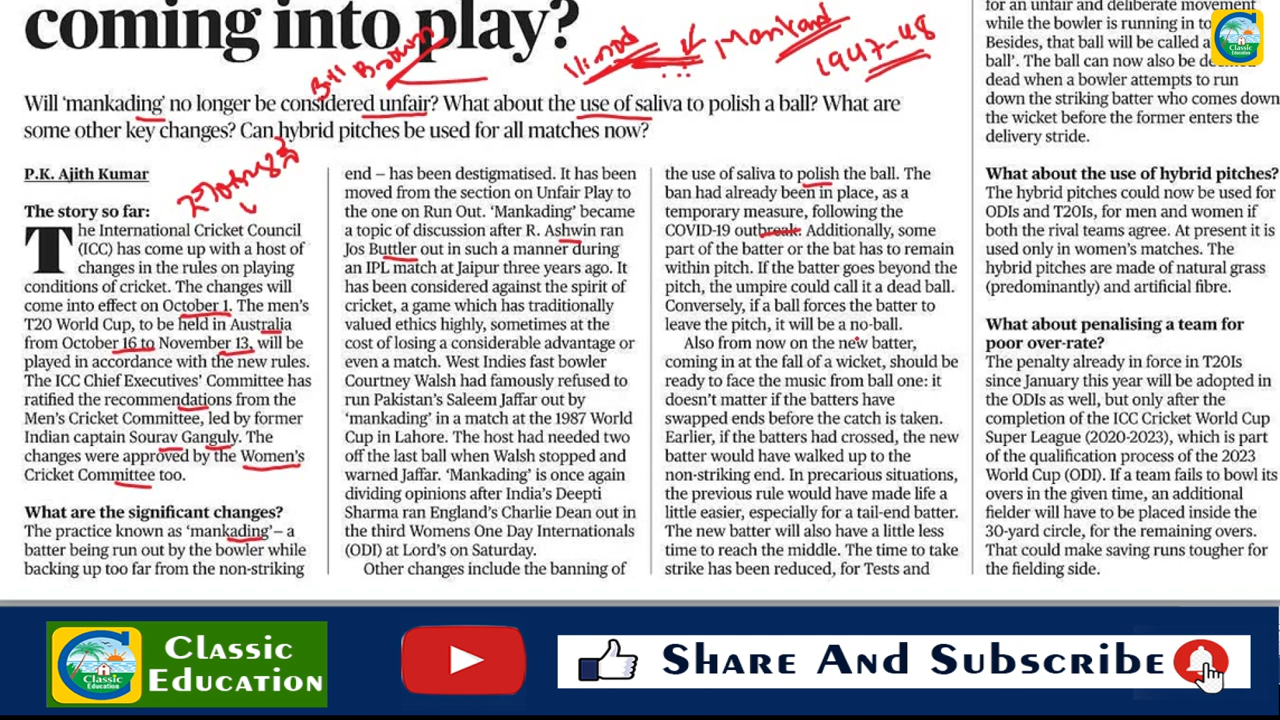 coming into play?
Bill Brown
Vinod Mankad
1947-48
Will ‘mankading’ no longer be considered unfair? What about the use of saliva to polish a ball? What are
some other key changes? Can hybrid pitches be used for all matches now?
P.K. Ajith Kumar
The story so far:
The International Cricket Council
(ICC) has come up with a host of
changes in the rules on playing
conditions of cricket. The changes will
come into effect on October 1. The men’s
T20 World Cup, to be held in Australia
from October 16 to November 13, will be
played in accordance with the new rules.
The ICC Chief Executives’ Committee has
ratified the recommendations from the
Men’s Cricket Committee, led by former
Indian captain Sourav Ganguly. The
changes were approved by the Women’s
Cricket Committee too.
What are the significant changes?
The practice known as ‘mankading’– a
batter being run out by the bowler while
backing up too far from the non-striking
end – has been destigmatised. It has been
moved from the section on Unfair Play to
the one on Run Out. ‘Mankading’ became
a topic of discussion after R. Ashwin ran
Jos Buttler out in such a manner during
an IPL match at Jaipur three years ago. It
has been considered against the spirit of
cricket, a game which has traditionally
valued ethics highly, sometimes at the
cost of losing a considerable advantage or
even a match. West Indies fast bowler
Courtney Walsh had famously refused to
run Pakistan’s Saleem Jaffar out by
‘mankading’ in a match at the 1987 World
Cup in Lahore. The host had needed two
off the last ball when Walsh stopped and
warned Jaffar. ‘Mankading’ is once again
dividing opinions after India’s Deepti
Sharma ran England’s Charlie Dean out in
the third Womens One Day Internationals
(ODI) at Lord’s on Saturday.
Other changes include the banning of
the use of saliva to polish the ball. The
ban had already been in place, as a
temporary measure, following the
COVID-19 outbreak. Additionally, some
part of the batter or the bat has to remain
within pitch. If the batter goes beyond the
pitch, the umpire could call it a dead ball.
Conversely, if a ball forces the batter to
leave the pitch, it will be a no-ball.
Also from now on the new batter,
coming in at the fall of a wicket, should be
ready to face the music from ball one: it
doesn’t matter if the batters have
swapped ends before the catch is taken.
Earlier, if the batters had crossed, the new
batter would have walked up to the
non-striking end. In precarious situations,
the previous rule would have made life a
little easier, especially for a tail-end batter.
The new batter will also have a little less
time to reach the middle. The time to take
strike has been reduced, for Tests and
for an unfair and deliberate movement
while the bowler is running in to
Besides, that ball will be called a
ball’. The ball can now also be deemed
dead when a bowler attempts to run
down the striking batter who comes down
the wicket before the former enters the
delivery stride.
What about the use of hybrid pitches?
The hybrid pitches could now be used for
ODIs and T20Is, for men and women if
both the rival teams agree. At present it is
used only in women’s matches. The
hybrid pitches are made of natural grass
(predominantly) and artificial fibre.
What about penalising a team for
poor over-rate?
The penalty already in force in T20Is
since January this year will be adopted in
the ODIs as well, but only after the
completion of the ICC Cricket World Cup
Super League (2020-2023), which is part
of the qualification process of the 2023
World Cup (ODI). If a team fails to bowl its
overs in the given time, an additional
fielder will have to be placed inside the
30-yard circle, for the remaining overs.
That could make saving runs tougher for
the fielding side.
Classic
Education
Classic
Education
Classic
Education
Share And Subscribe